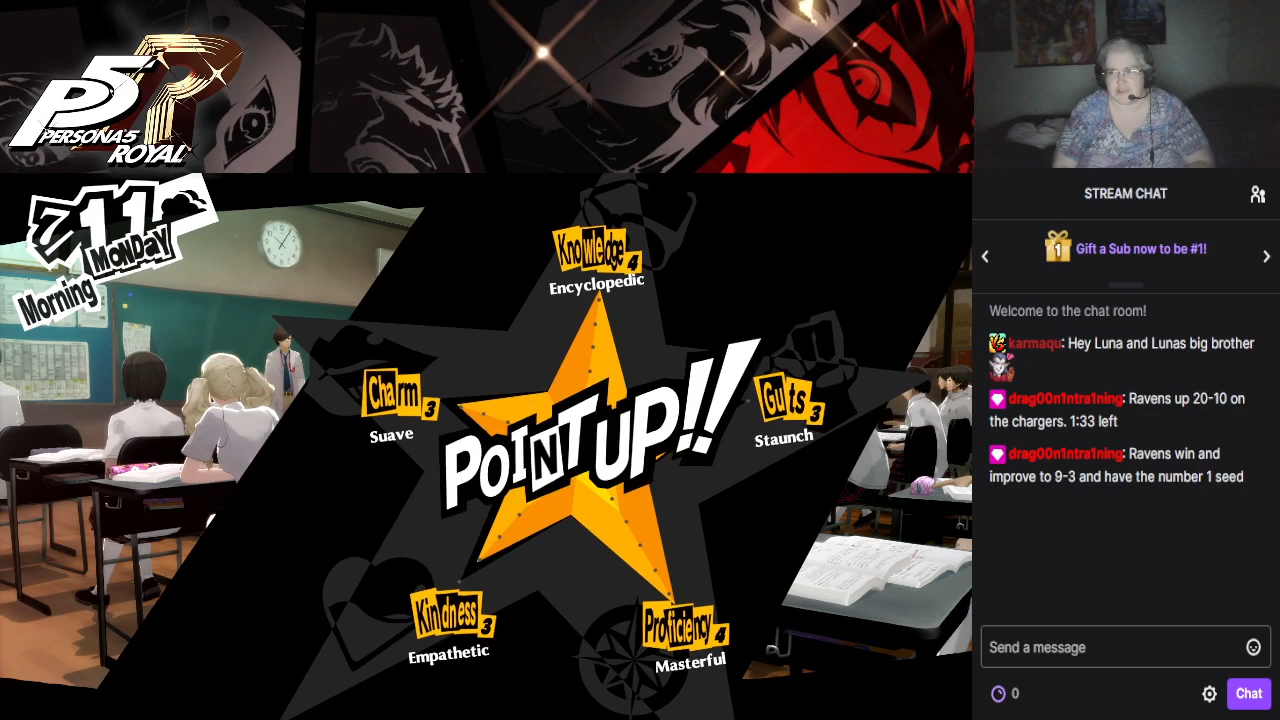 P5R
PERSONA5
ROYAL
7 11
MONDAY
Morning
Knowledge 4
Encyclopedic
Charm 3
Suave
Guts 3
Staunch
POINT UP!!
Kindness 3
Empathetic
Proficiency 4
Masterful
STREAM CHAT
1 Gift a Sub now to be #1!
Welcome to the chat room!
karmaqu: Hey Luna and Lunas big brother
drag00n1ntra1ning: Ravens up 20-10 on
the chargers. 1:33 left
drag00n1ntra1ning: Ravens win and
improve to 9-3 and have the number 1 seed
Send a message
0
Chat